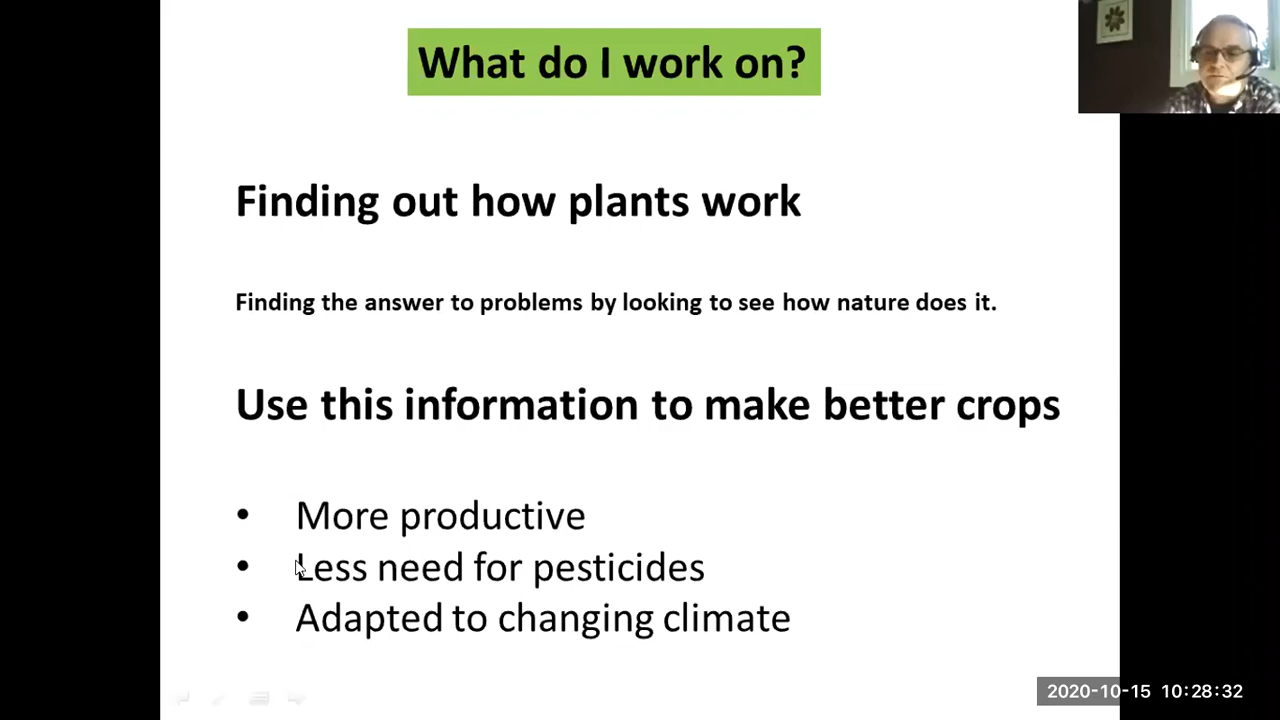 What do I work on?
Finding out how plants work
Finding the answer to problems by looking to see how nature does it.
Use this information to make better crops
• More productive
• Less need for pesticides
• Adapted to changing climate
2020-10-15 10:28:32